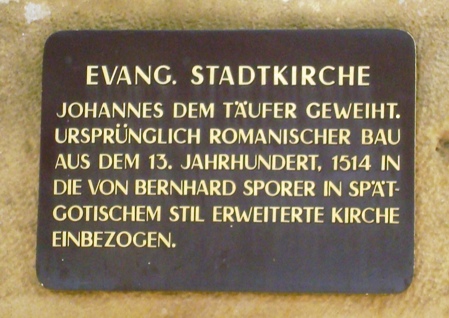 EVANG. STADTKIRCHE
JOHANNES DEM TÄUFER GEWEIHT.
URSPRÜNGLICH ROMANISCHER BAU
AUS DEM 13. JAHRHUNDERT, 1514 IN
DIE VON BERNHARD SPORER IN SPÄT-
GOTISCHEM STIL ERWEITERTE KIRCHE
EINBEZOGEN.